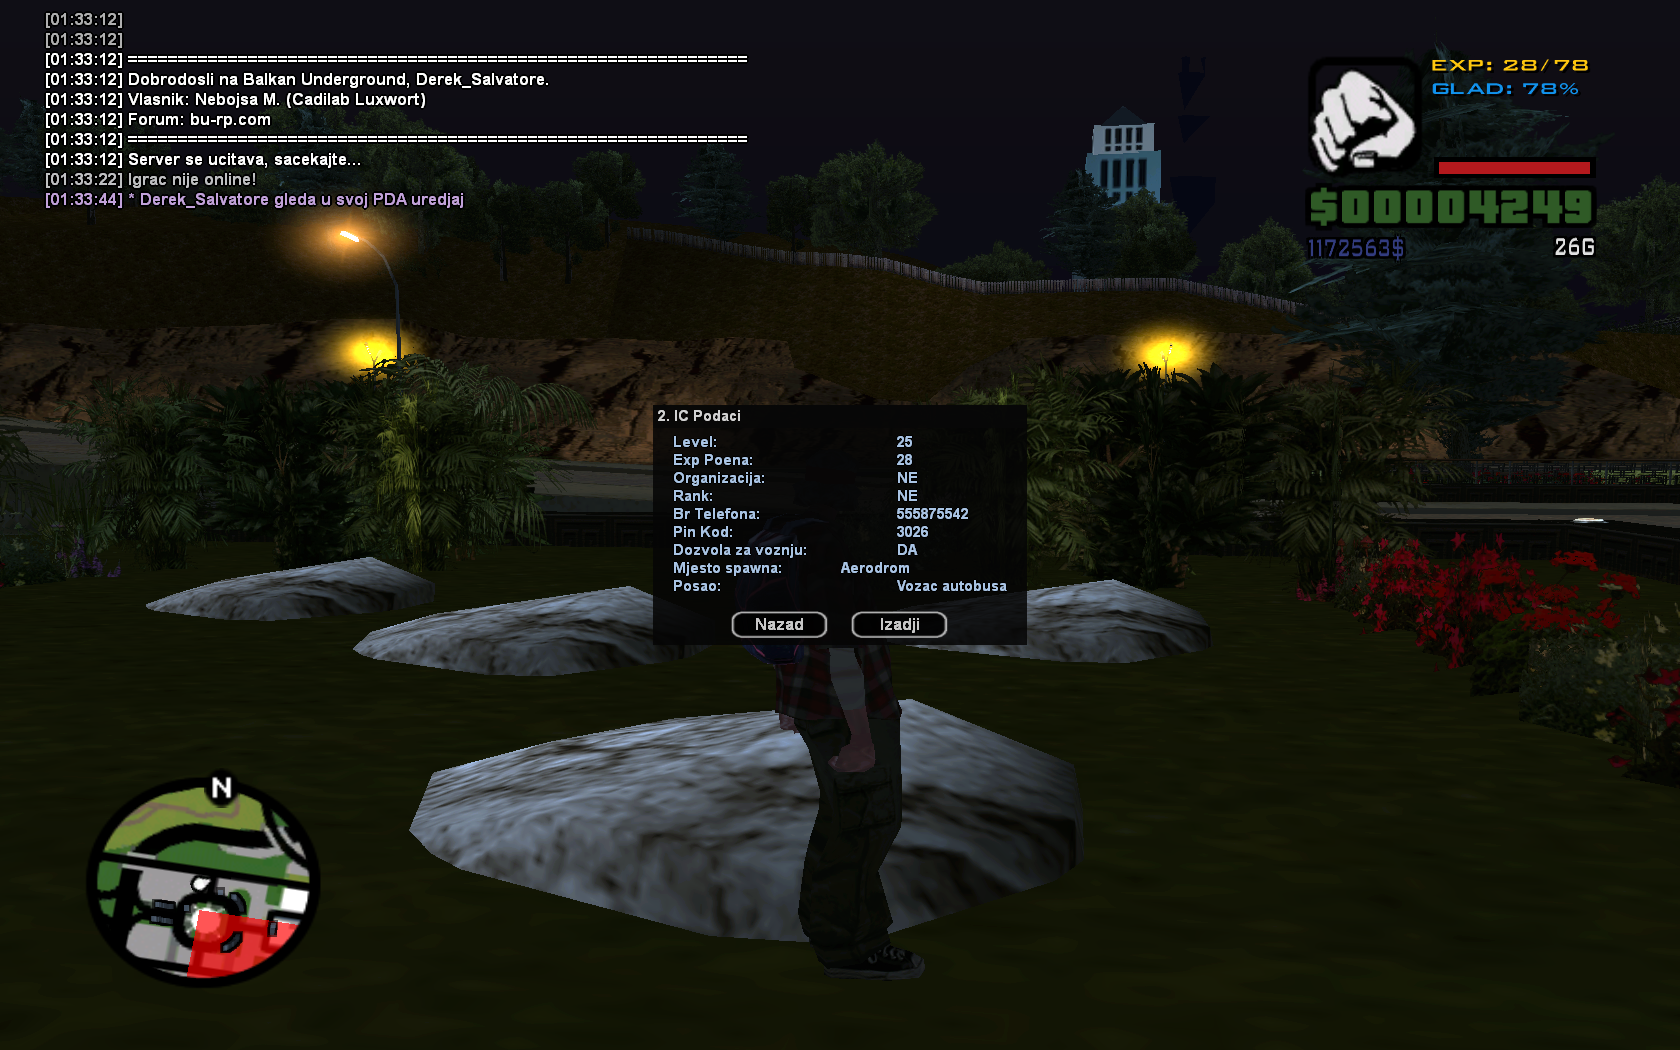 [01:33:12]
[01:33:12]
[01:33:12] ==============================================================
[01:33:12] Dobrodosli na Balkan Underground, Derek_Salvatore.
[01:33:12] Vlasnik: Nebojsa M. (Cadilab Luxwort)
[01:33:12] Forum: bu-rp.com
[01:33:12] ==============================================================
[01:33:12] Server se ucitava, sacekajte...
[01:33:22] Igrac nije online!
[01:33:44] * Derek_Salvatore gleda u svoj PDA uredjaj
EXP: 28/78
GLAD: 78%
$00004249
1172563$ 26G
2. IC Podaci
Level: 25
Exp Poena: 28
Organizacija: NE
Rank: NE
Br Telefona: 555875542
Pin Kod: 3026
Dozvola za voznju: DA
Mjesto spawna: Aerodrom
Posao: Vozac autobusa
Nazad Izadji
N